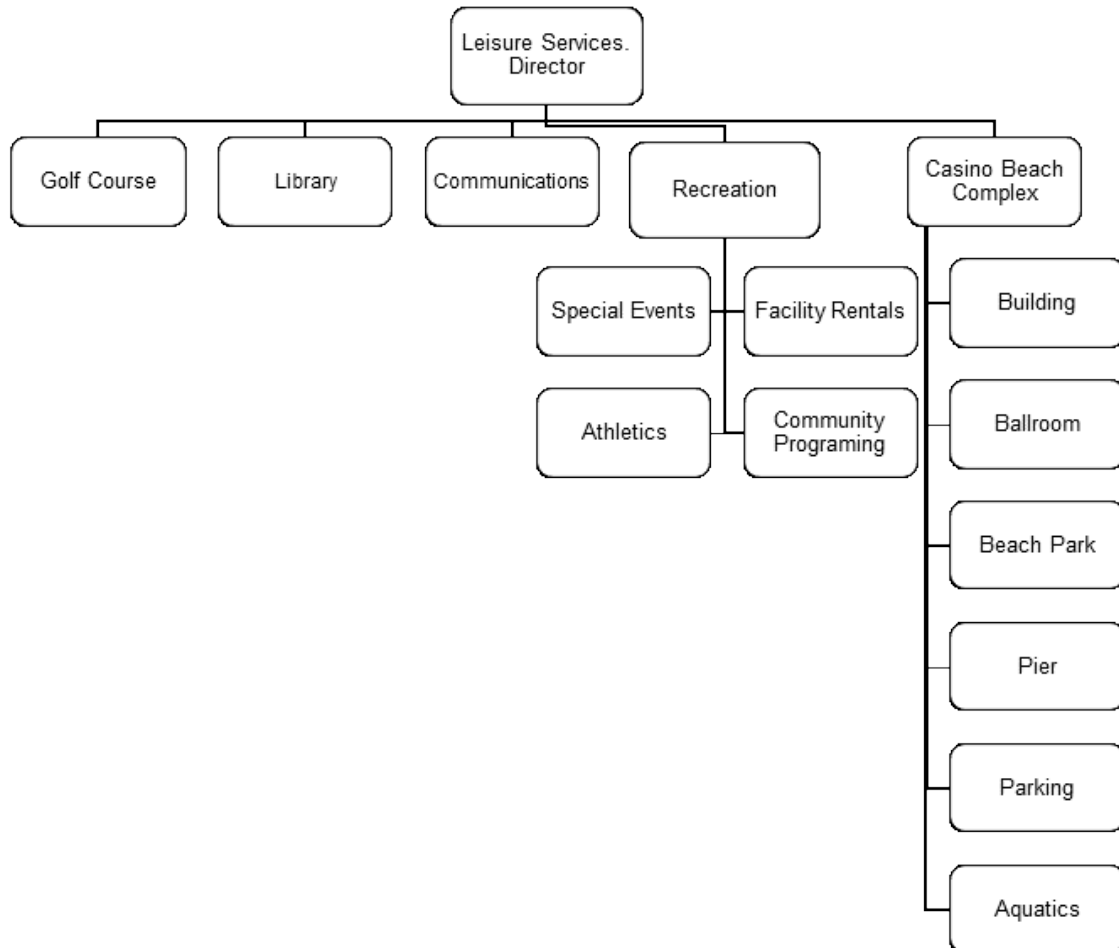 Leisure Services.
Director
Golf Course
Library
Communications
Recreation
Casino Beach
Complex
Special Events
Facility Rentals
Athletics
Community
Programing
Building
Ballroom
Beach Park
Pier
Parking
Aquatics